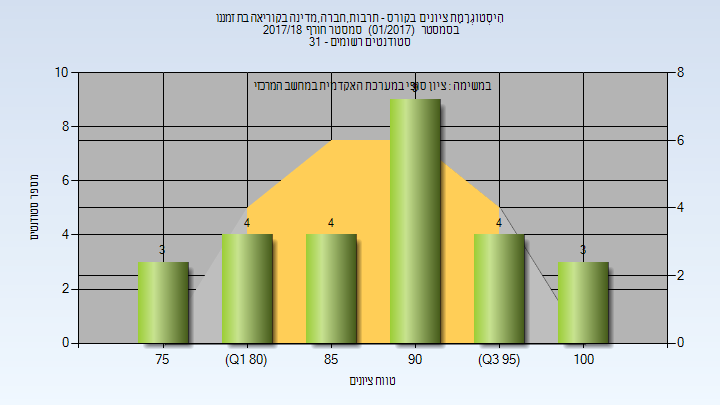 היסטוגרמת ציונים בקורס - תרבות,חברה,מדינה בקוריאה בת זמננו
בסמסטר (01/2017) סמסטר חורף 2017/18
סטודנטים רשומים - 31
במשימה : ציון סופי במערכת האקדמית במחשב המרכזי
מספר סטודנטים
10
8
6
4
2
0
8
6
4
2
0
3
4
4
9
4
3
75
(Q1 80)
85
90
(Q3 95)
100
טווח ציונים